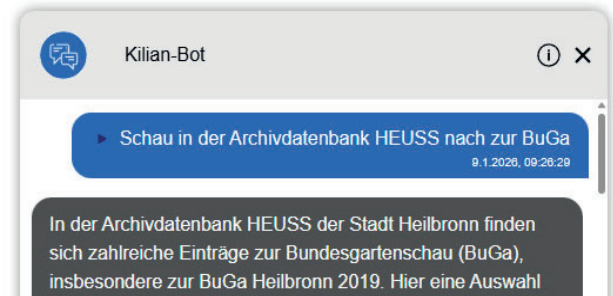 Kilian-Bot
Schau in der Archivdatenbank HEUSS nach zur BuGa
9.1.2026, 09:26:29
In der Archivdatenbank HEUSS der Stadt Heilbronn finden
sich zahlreiche Einträge zur Bundesgartenschau (BuGa),
insbesondere zur BuGa Heilbronn 2019. Hier eine Auswahl